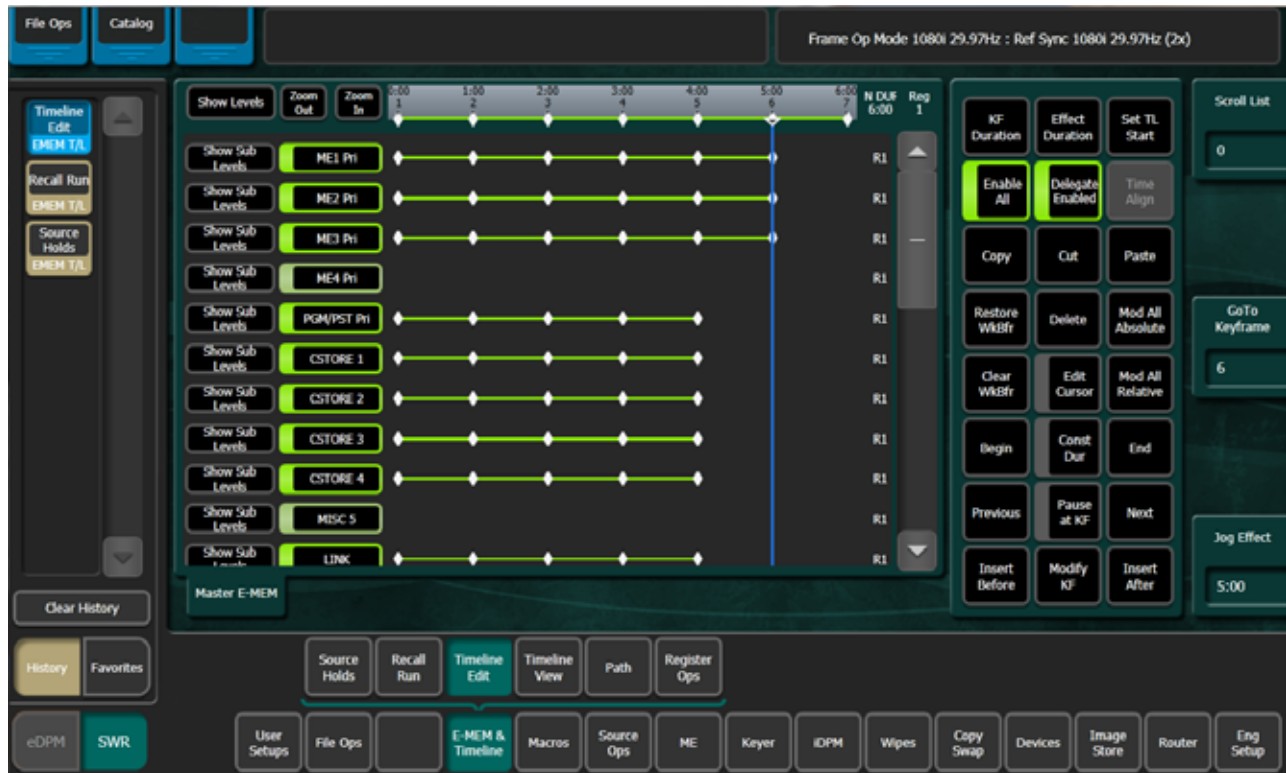 File Ops
Catalog
Frame Op Mode 1080i 29.97Hz : Ref Sync 1080i 29.97Hz (2x)
Timeline
Edit
EMEM T/L
Recall Run
EMEM T/L
Source
Holds
EMEM T/L
Clear History
History
Favorites
eDPM
SWR
Show Levels
Zoom
Out
Zoom
In
0:00 1:00 2:00 3:00 4:00 5:00 6:00
1 2 3 4 5 6 7
N DUF
6:00
Reg
1
Show Sub
Levels
ME1 Pri
R1
Show Sub
Levels
ME2 Pri
R1
Show Sub
Levels
ME3 Pri
R1
Show Sub
Levels
ME4 Pri
R1
Show Sub
Levels
PGM/PST Pri
R1
Show Sub
Levels
CSTORE 1
R1
Show Sub
Levels
CSTORE 2
R1
Show Sub
Levels
CSTORE 3
R1
Show Sub
Levels
CSTORE 4
R1
Show Sub
Levels
MISC 5
R1
Show Sub
Levels
LINK
R1
Master E-MEM
KF
Duration
Effect
Duration
Set TL
Start
Enable
All
Delegate
Enabled
Time
Align
Copy
Cut
Paste
Restore
WkBfr
Delete
Mod All
Absolute
Clear
WkBfr
Edit
Cursor
Mod All
Relative
Begin
Const
Dur
End
Previous
Pause
at KF
Next
Insert
Before
Modify
KF
Insert
After
Scroll List
0
GoTo
Keyframe
6
Jog Effect
5:00
Source
Holds
Recall
Run
Timeline
Edit
Timeline
View
Path
Register
Ops
User
Setups
File Ops
E-MEM &
Timeline
Macros
Source
Ops
ME
Keyer
iDPM
Wipes
Copy
Swap
Devices
Image
Store
Router
Eng
Setup